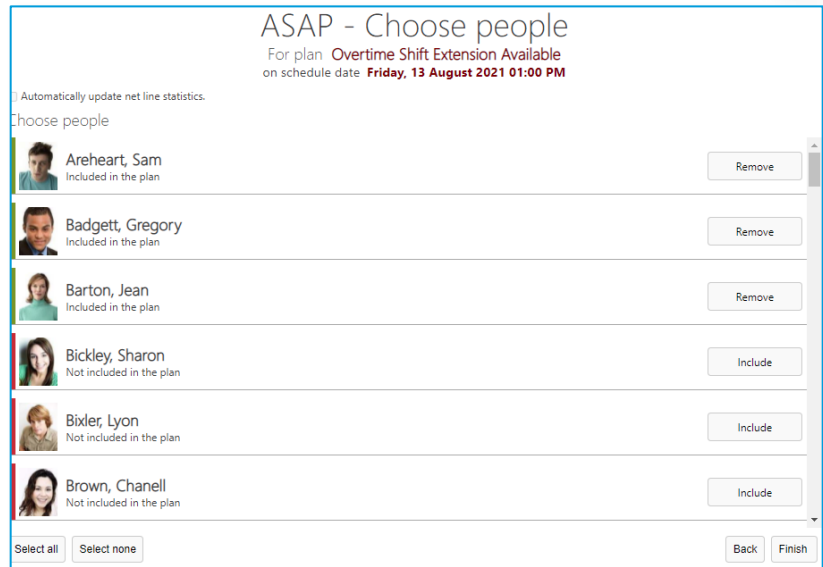 ASAP - Choose people
For plan Overtime Shift Extension Available
on schedule date Friday, 13 August 2021 01:00 PM
Automatically update net line statistics.
Choose people
Areheart, Sam
Included in the plan
Remove
Badgett, Gregory
Included in the plan
Remove
Barton, Jean
Included in the plan
Remove
Bickley, Sharon
Not included in the plan
Include
Bixler, Lyon
Not included in the plan
Include
Brown, Chanell
Not included in the plan
Include
Select all Select none Back Finish